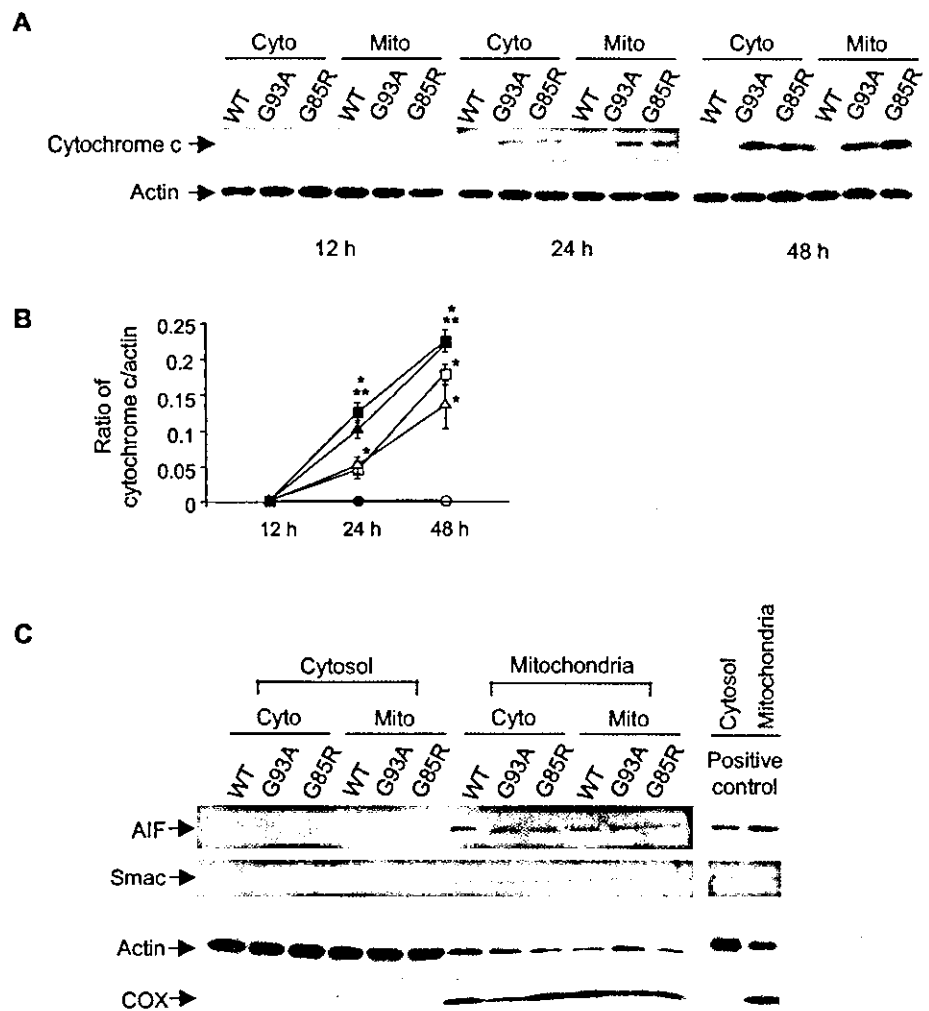 A
Cyto Mito Cyto Mito Cyto Mito
WT G93A G85R WT G93A G85R WT G93A G85R WT G93A G85R WT G93A G85R WT G93A G85R
Cytochrome c
Actin
12 h 24 h 48 h
B
Ratio of
cytochrome c/actin
0.25
0.2
0.15
0.1
0.05
0
*
**
*
*
**
*
*
12 h 24 h 48 h
C
Cytosol Mitochondria
Cyto Mito Cyto Mito
WT G93A G85R WT G93A G85R WT G93A G85R WT G93A G85R
Cytosol Mitochondria
Positive
control
AIF
Smac
Actin
COX